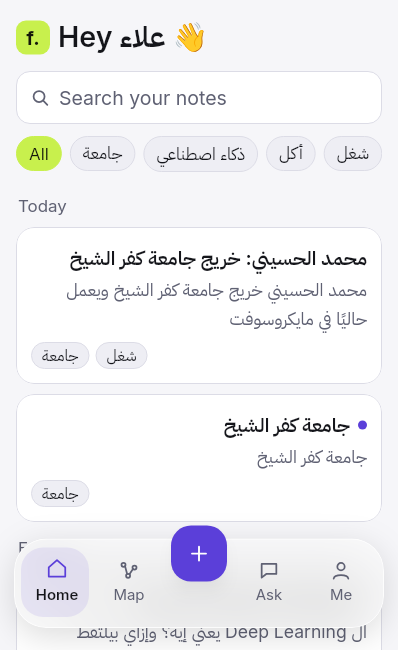 f. Hey علاء 👋
Search your notes
All جامعة ذكاء اصطناعي أكل شغل
Today
محمد الحسيني: خريج جامعة كفر الشيخ
محمد الحسيني خريج جامعة كفر الشيخ ويعمل
حاليًا في مايكروسوفت
جامعة شغل
جامعة كفر الشيخ
جامعة كفر الشيخ
جامعة
Home Map Ask Me
ال Deep Learning يعني إيه؟ وإزاي بيلتقط